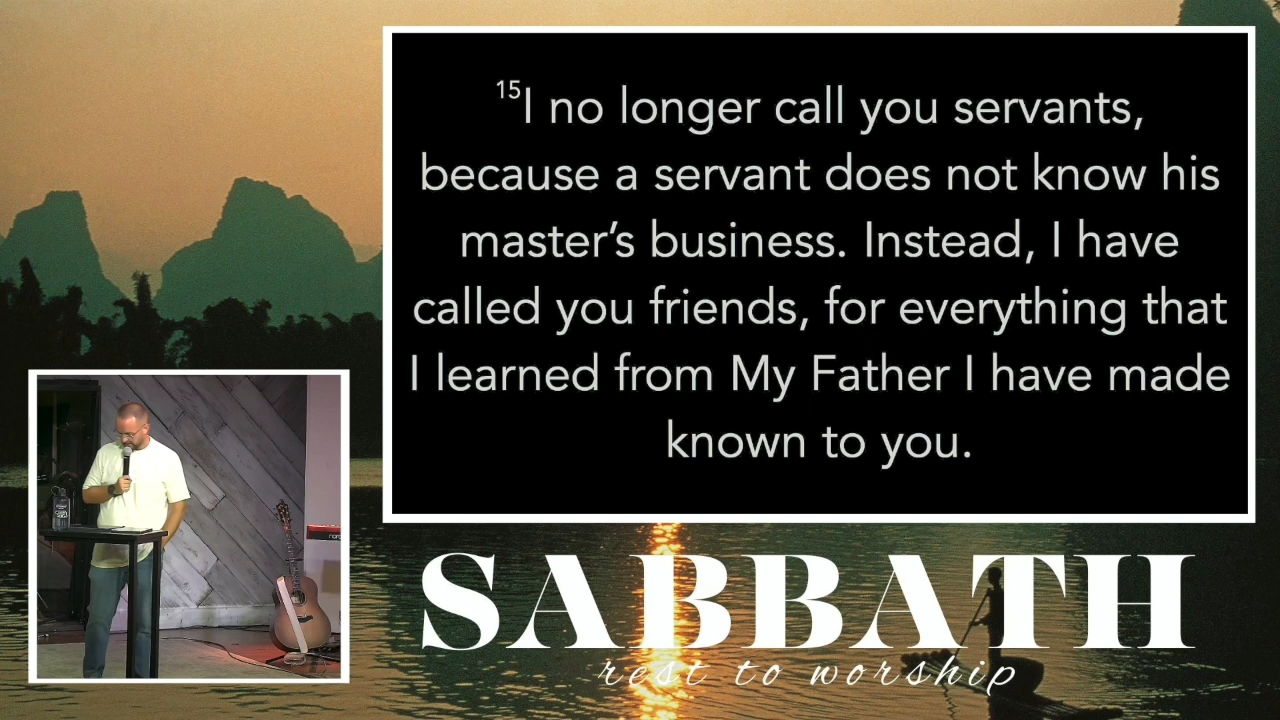 15I no longer call you servants,
because a servant does not know his
master's business. Instead, I have
called you friends, for everything that
I learned from My Father I have made
known to you.
SABBATH
rest to worship